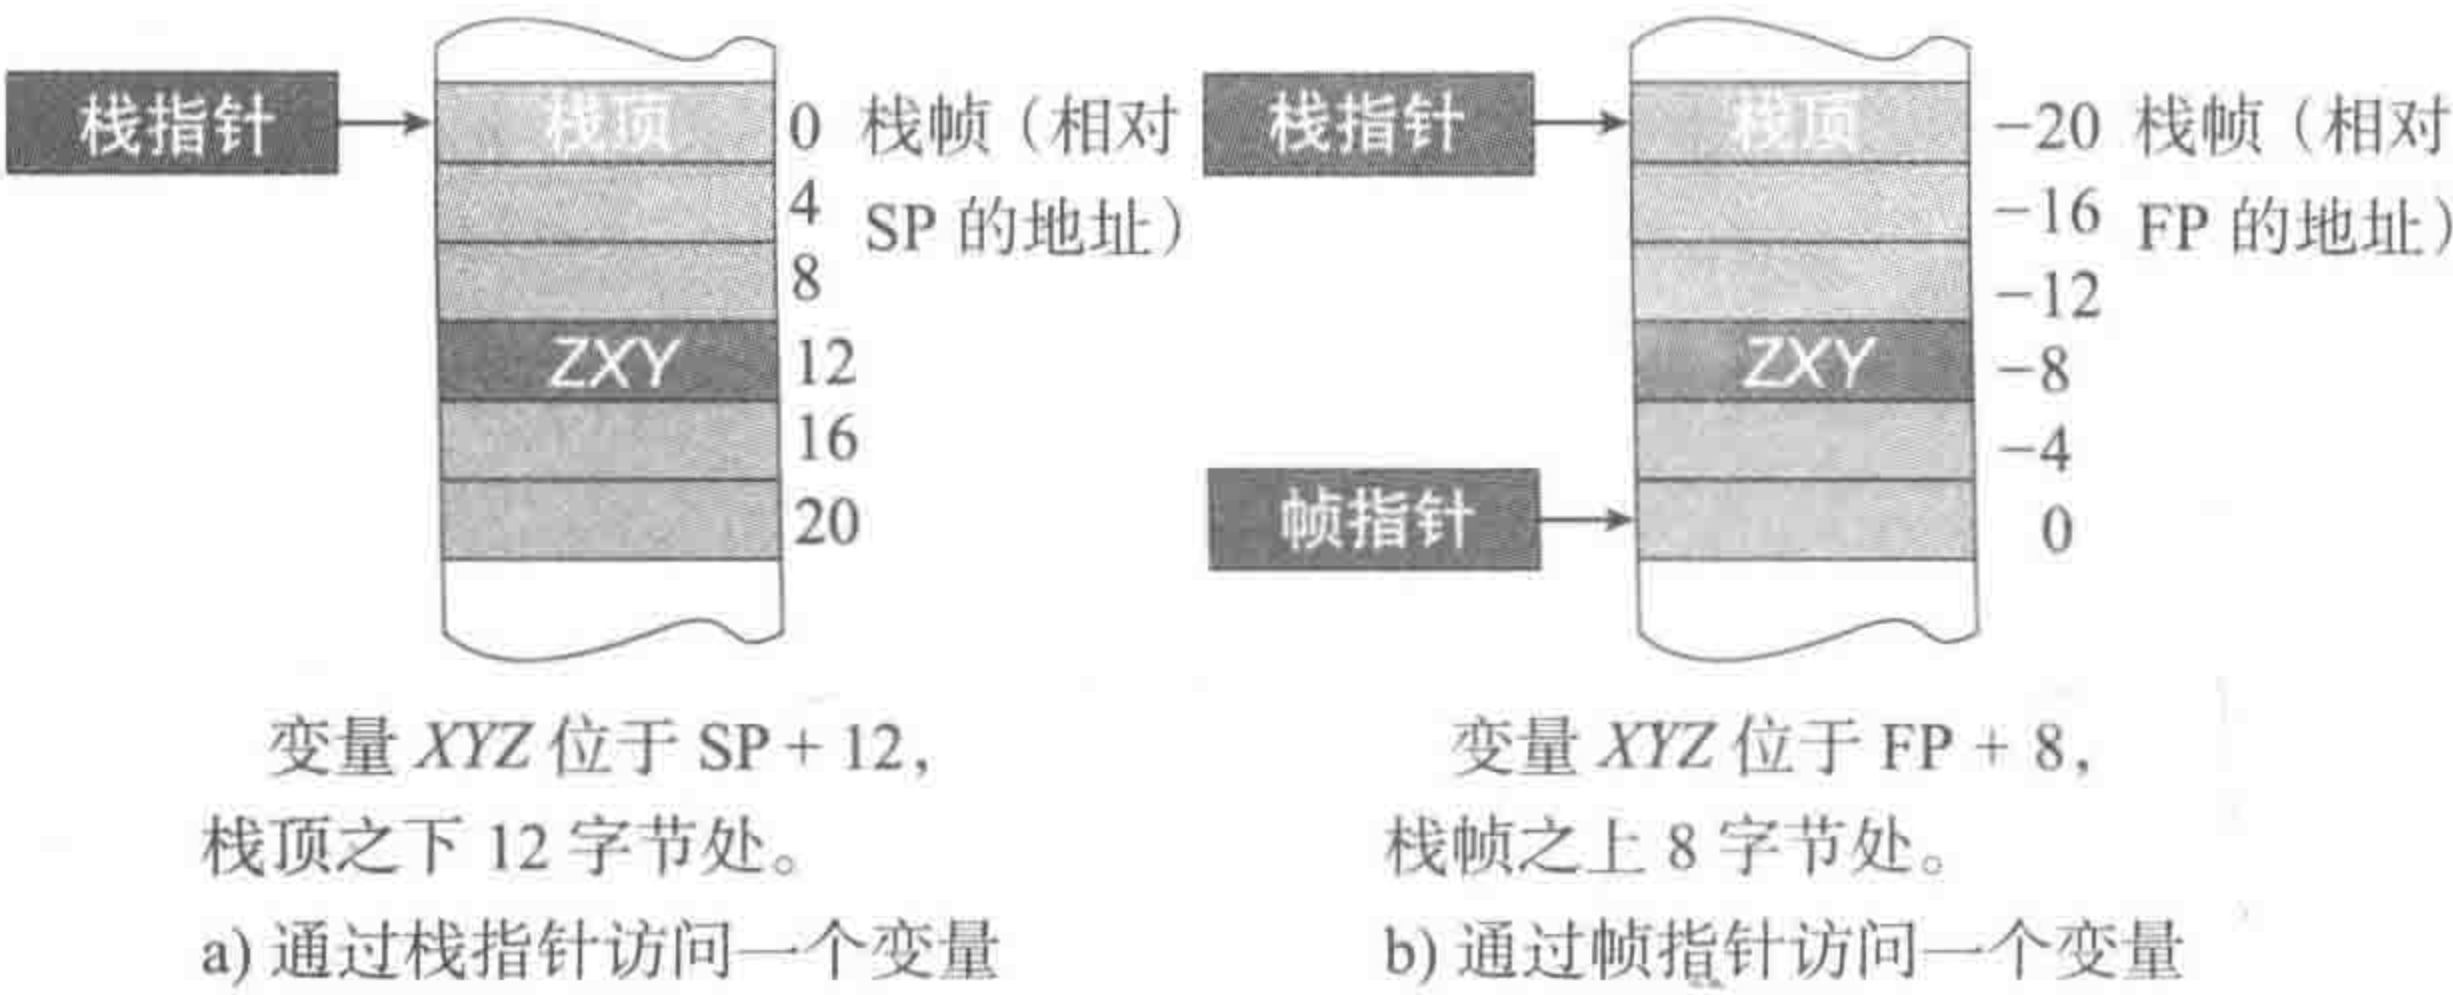 栈指针
栈顶
0
4
8
12
16
20
栈帧（相对
SP 的地址）
ZXY
变量 XYZ 位于 SP + 12，
栈顶之下 12 字节处。
a) 通过栈指针访问一个变量
栈指针
栈顶
-20
-16
-12
-8
-4
0
栈帧（相对
FP 的地址）
ZXY
帧指针
变量 XYZ 位于 FP + 8，
栈帧之上 8 字节处。
b) 通过帧指针访问一个变量